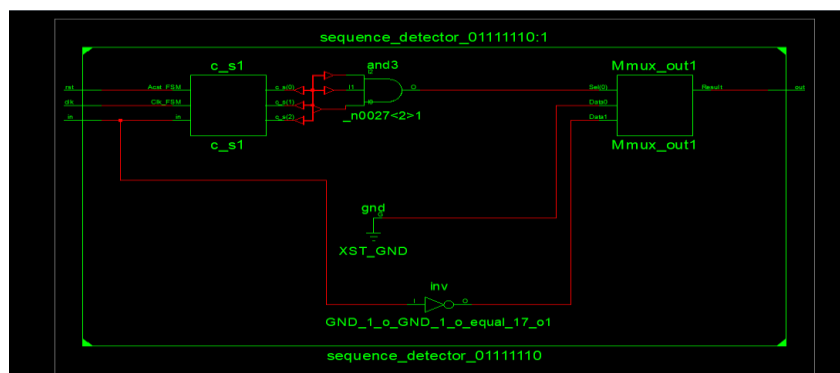 sequence_detector_01111110:1
c_s1
and3
Mmux_out1
rst
Acst_FSM
c_s(0)
I1
O
Sel(0)
Result
out
clk
Clk_FSM
c_s(1)
Data0
in
in
c_s(2)
_n0027<2>1
Data1
c_s1
Mmux_out1
gnd
G
XST_GND
inv
I
O
GND_1_o_GND_1_o_equal_17_o1
sequence_detector_01111110